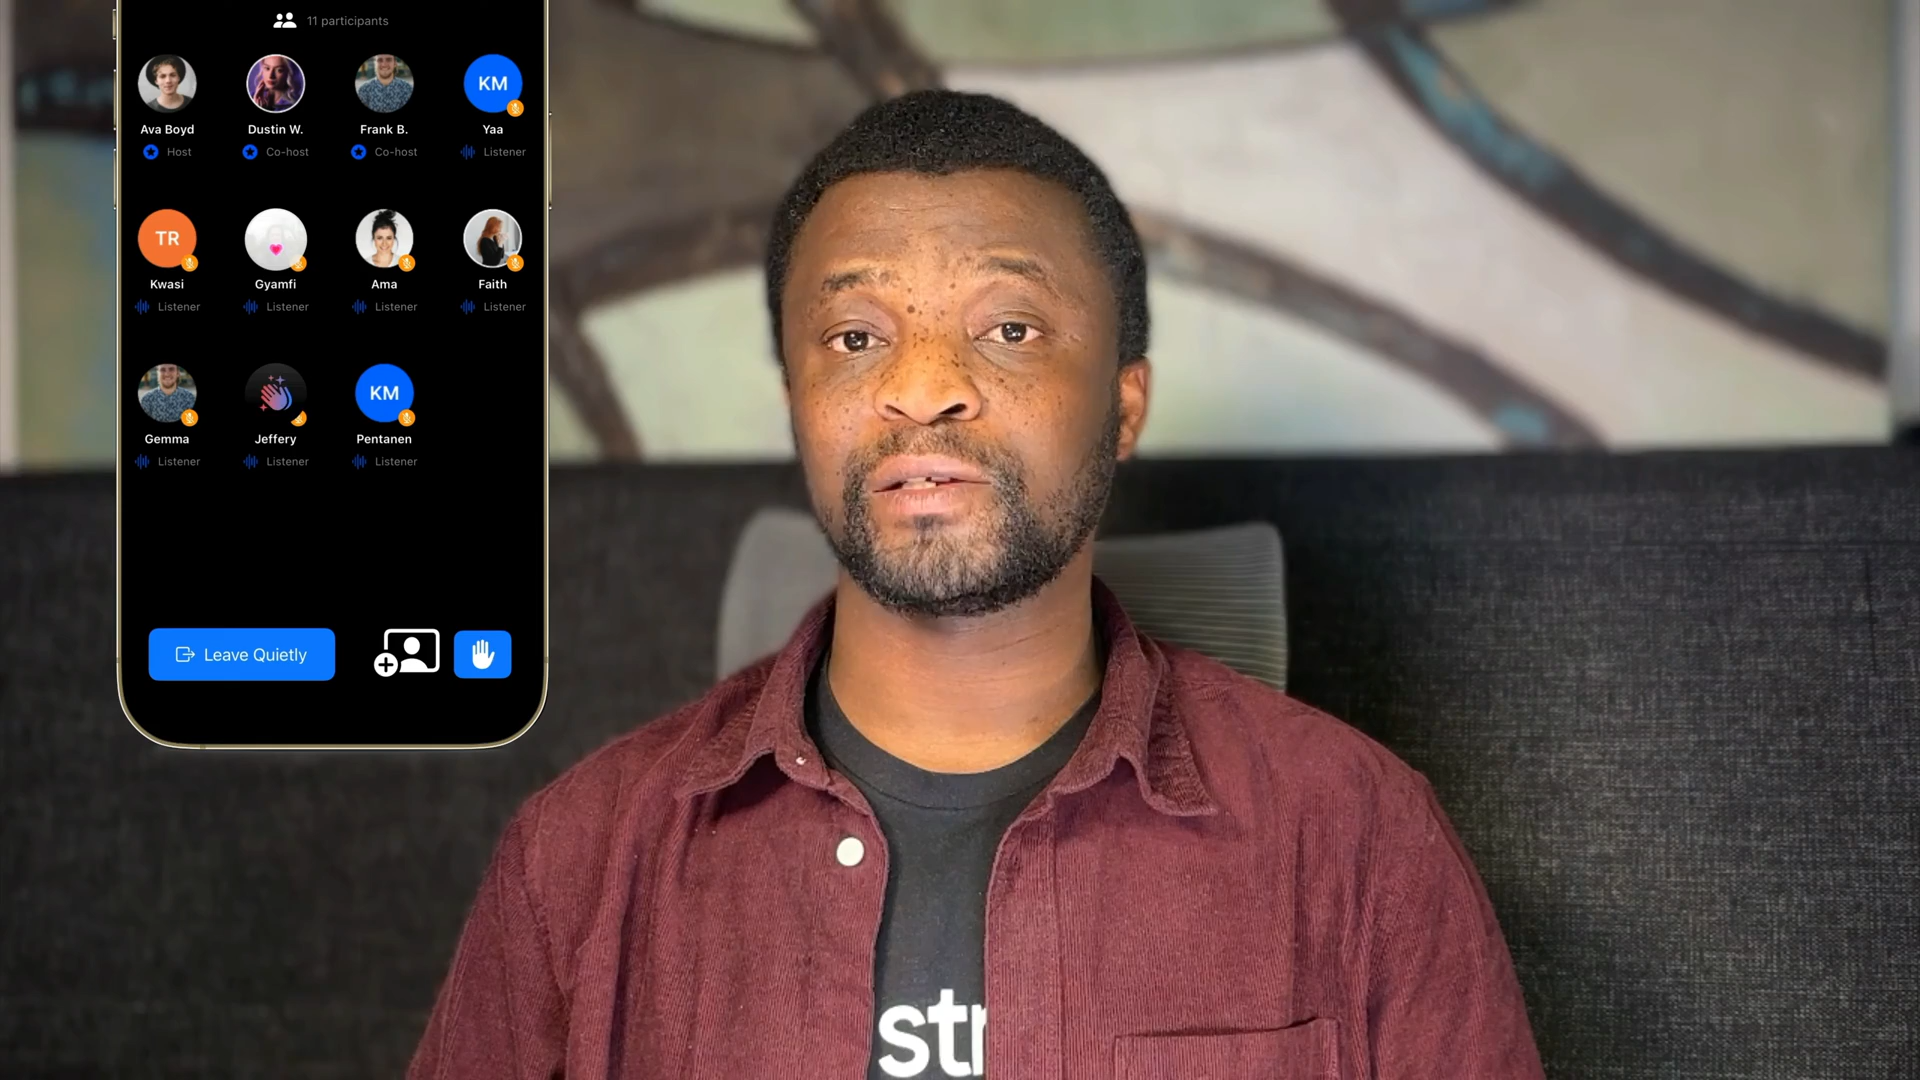 11 participants
KM
Ava Boyd
Dustin W.
Frank B.
Yaa
Host
Co-host
Co-host
Listener
TR
Kwasi
Gyamfi
Ama
Faith
Listener
Listener
Listener
Listener
KM
Gemma
Jeffery
Pentanen
Listener
Listener
Listener
Leave Quietly
str